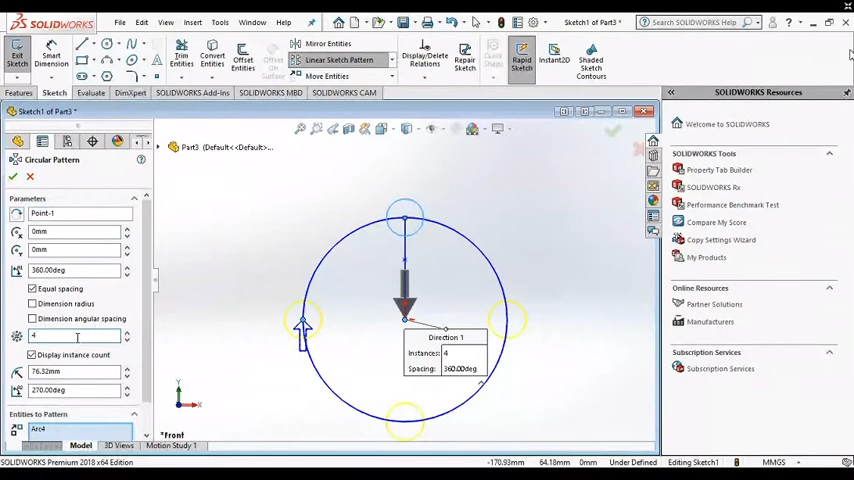 SOLIDWORKS File Edit View Insert Tools Window Help Sketch1 of Part3 * Search SOLIDWORKS Help
Exit Sketch
Smart Dimension
Trim Entities
Convert Entities
Offset Entities
Offset On Surface
Mirror Entities
Linear Sketch Pattern
Move Entities
Display/Delete Relations
Repair Sketch
Quick Snaps
Rapid Sketch
Instant2D
Shaded Sketch Contours
Features Sketch Evaluate DimXpert SOLIDWORKS Add-Ins SOLIDWORKS MBD SOLIDWORKS CAM
Sketch1 of Part3 *
Part3 (Default<<Default>...
Circular Pattern
Parameters
Point-1
0mm
0mm
360.00deg
Equal spacing
Dimension radius
Dimension angular spacing
4
Display instance count
76.32mm
270.00deg
Entities to Pattern
Arc4
Direction 1
Instances: 4
Spacing: 360.00deg
Y
X
*Front
Model 3D Views Motion Study 1
SOLIDWORKS Resources
Welcome to SOLIDWORKS
SOLIDWORKS Tools
Property Tab Builder
SOLIDWORKS Rx
Performance Benchmark Test
Compare My Score
Copy Settings Wizard
My Products
Online Resources
Partner Solutions
Manufacturers
Subscription Services
Subscription Services
SOLIDWORKS Premium 2018 x64 Edition -170.93mm 64.18mm 0mm Under Defined Editing Sketch1 MMGS